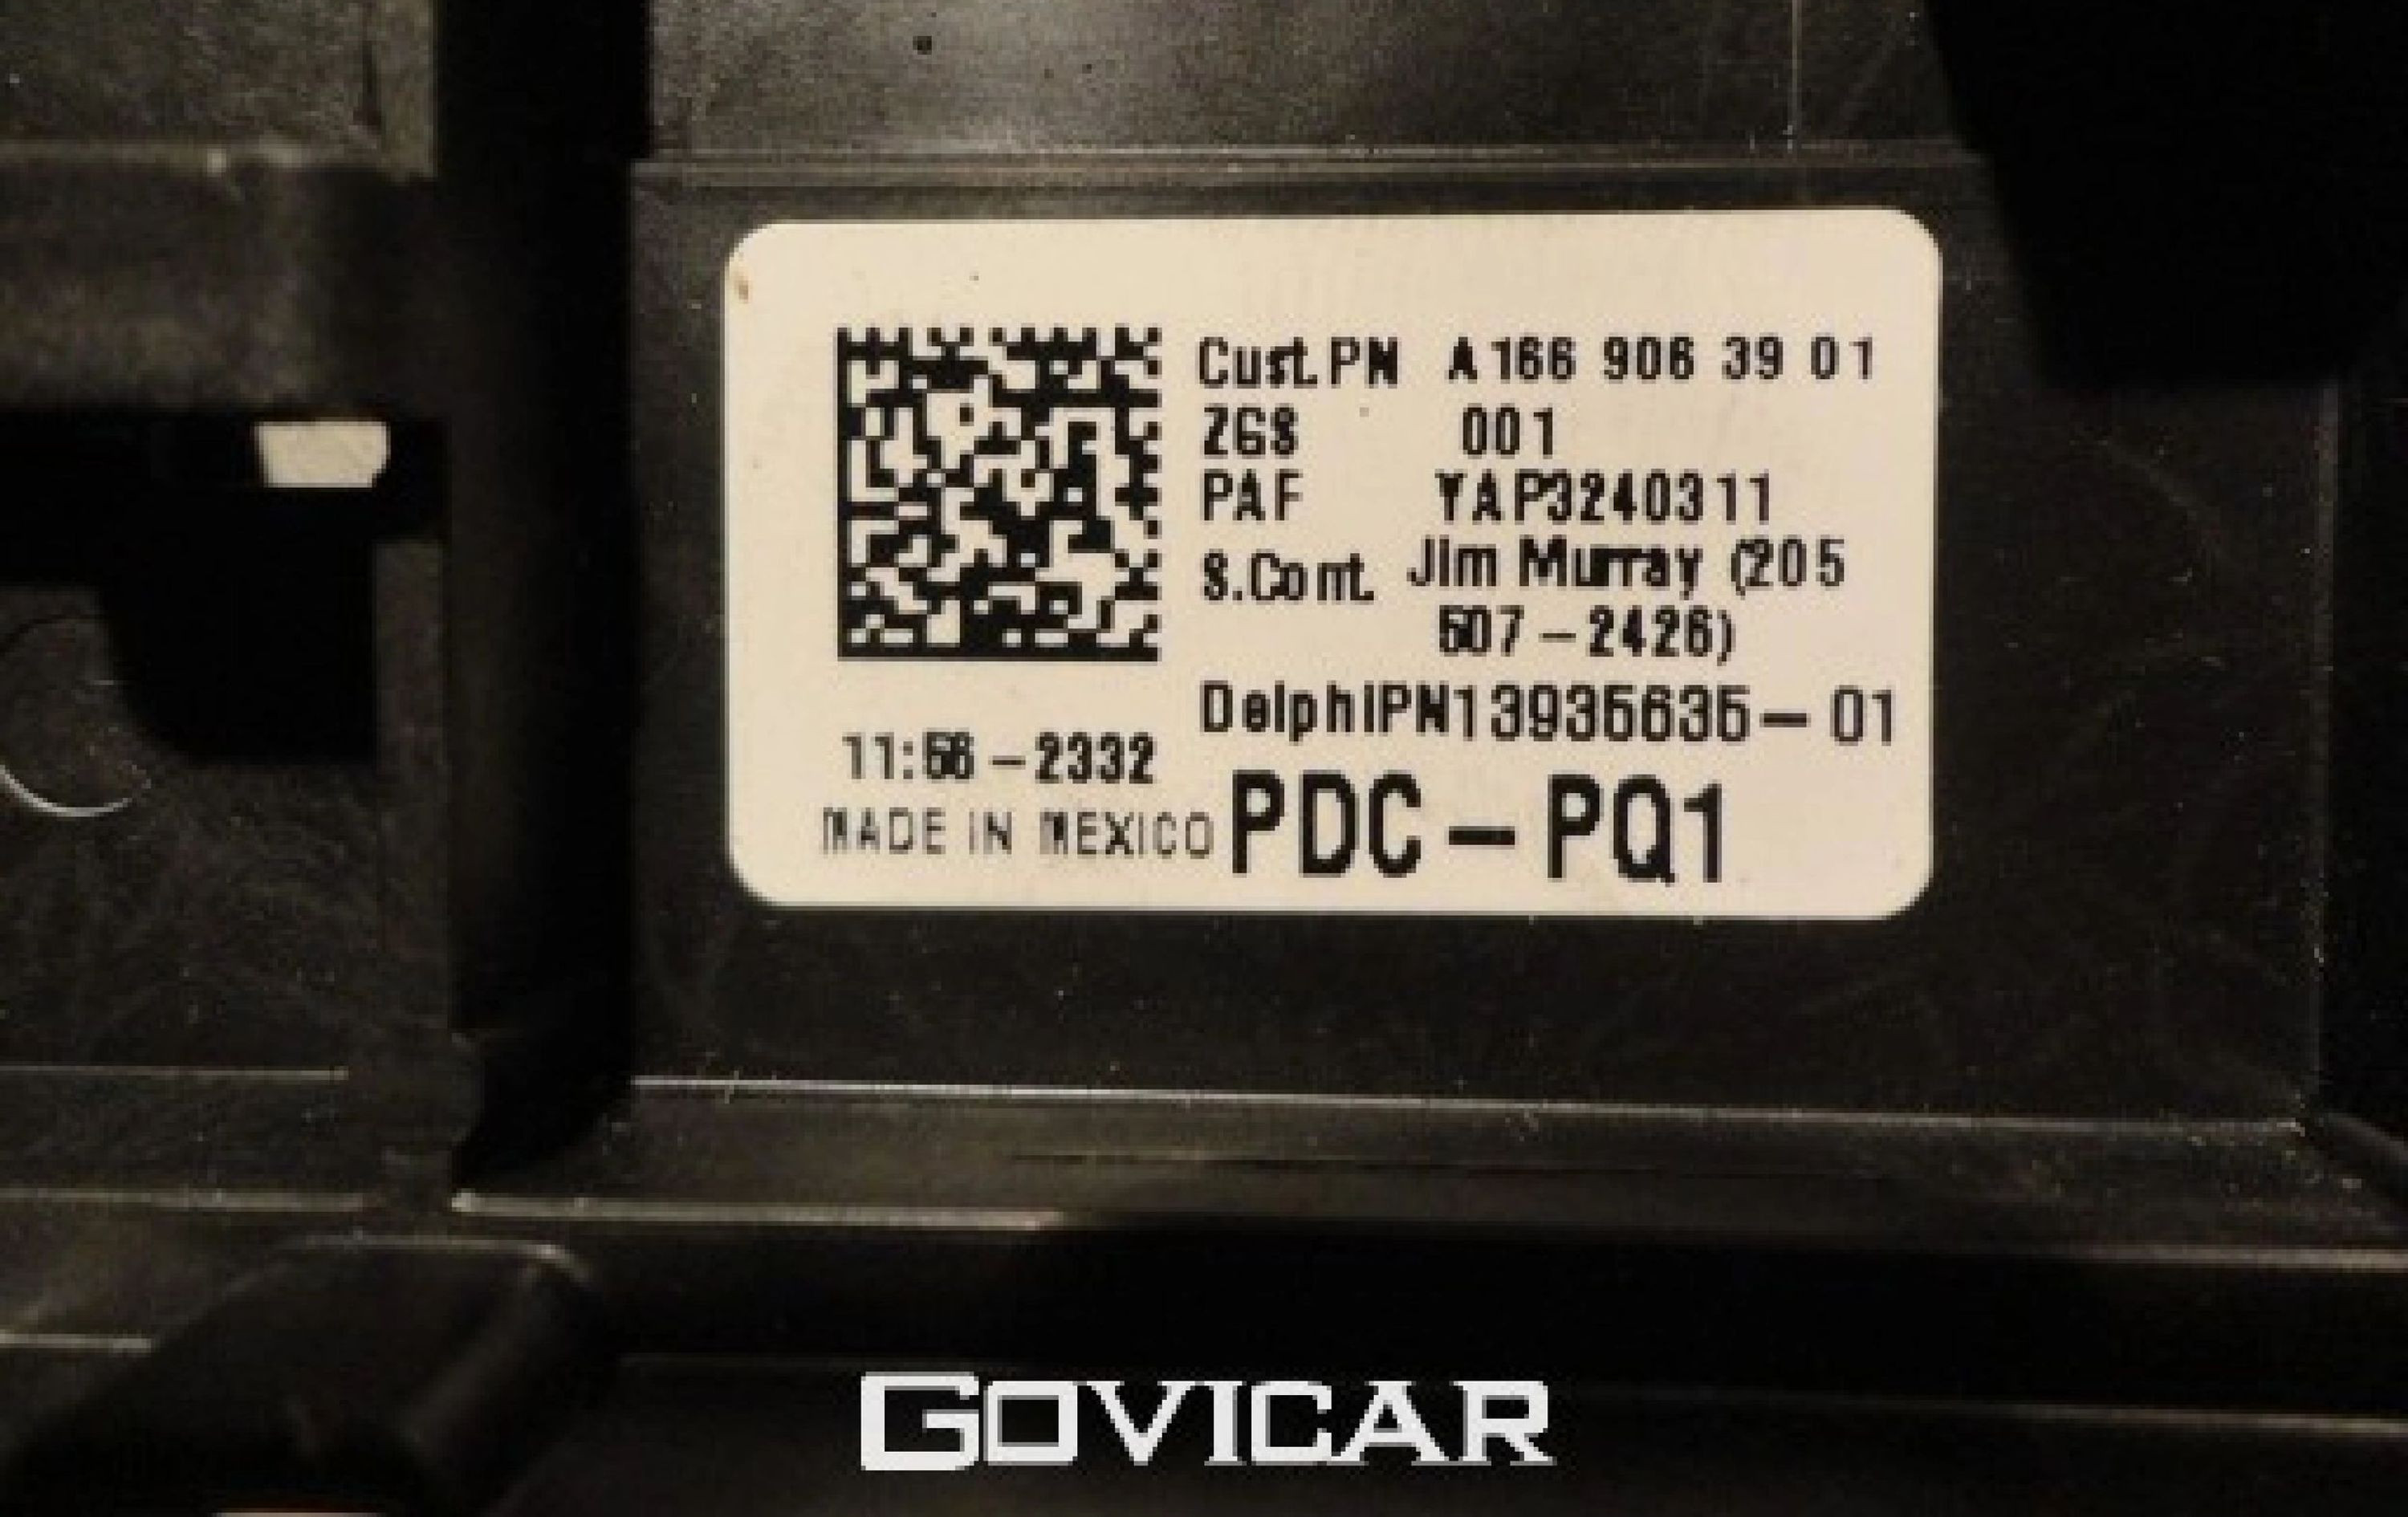 Cust.PN A 166 906 39 01
ZGS 001
PAF YAP3240311
S.Cont. Jim Murray (205
507-2426)
DelphiPN13935635-01
11:56-2332
MADE IN MEXICO
PDC-PQ1
GOVICAR